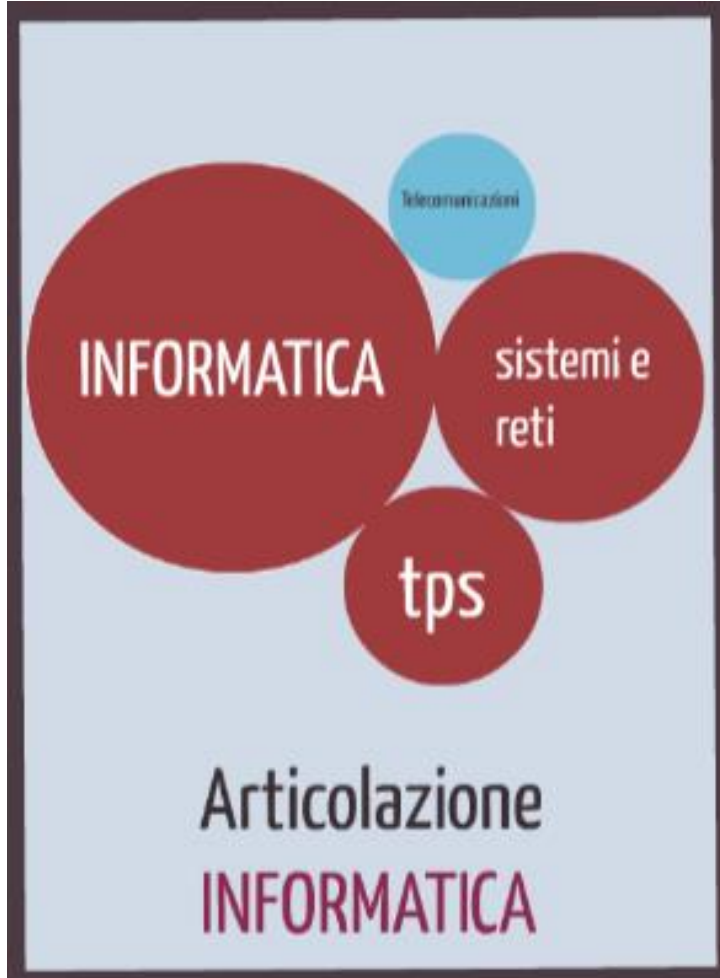 Telecomunicazioni
INFORMATICA
sistemi e
reti
tps
Articolazione
INFORMATICA